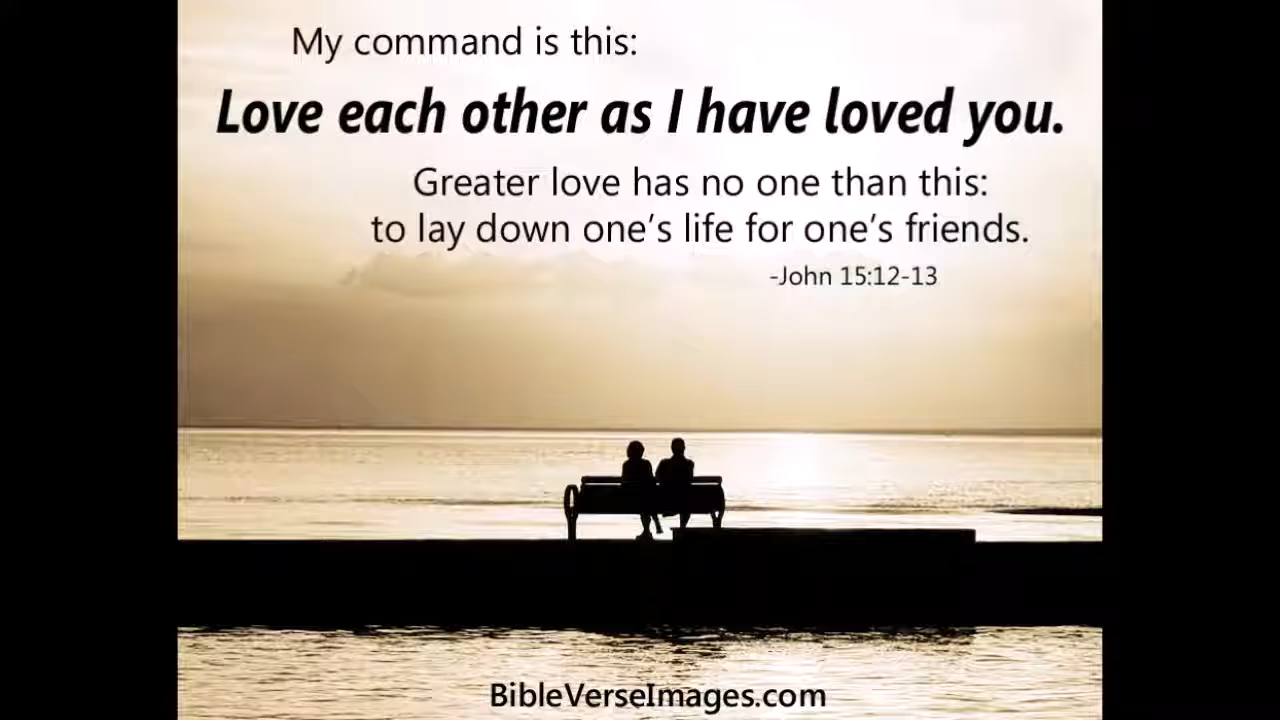 My command is this:
Love each other as I have loved you.
Greater love has no one than this:
to lay down one’s life for one’s friends.
-John 15:12-13
BibleVerseImages.com